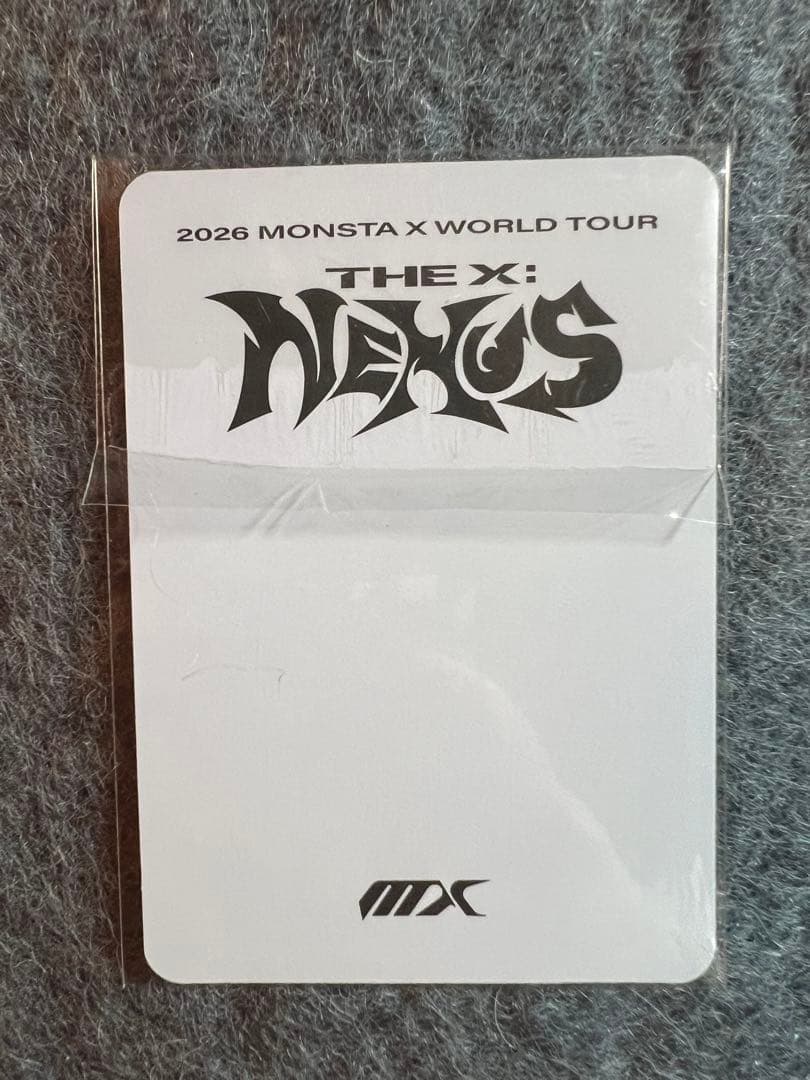 2026 MONSTA X WORLD TOUR
THE X:
NEXUS
MX